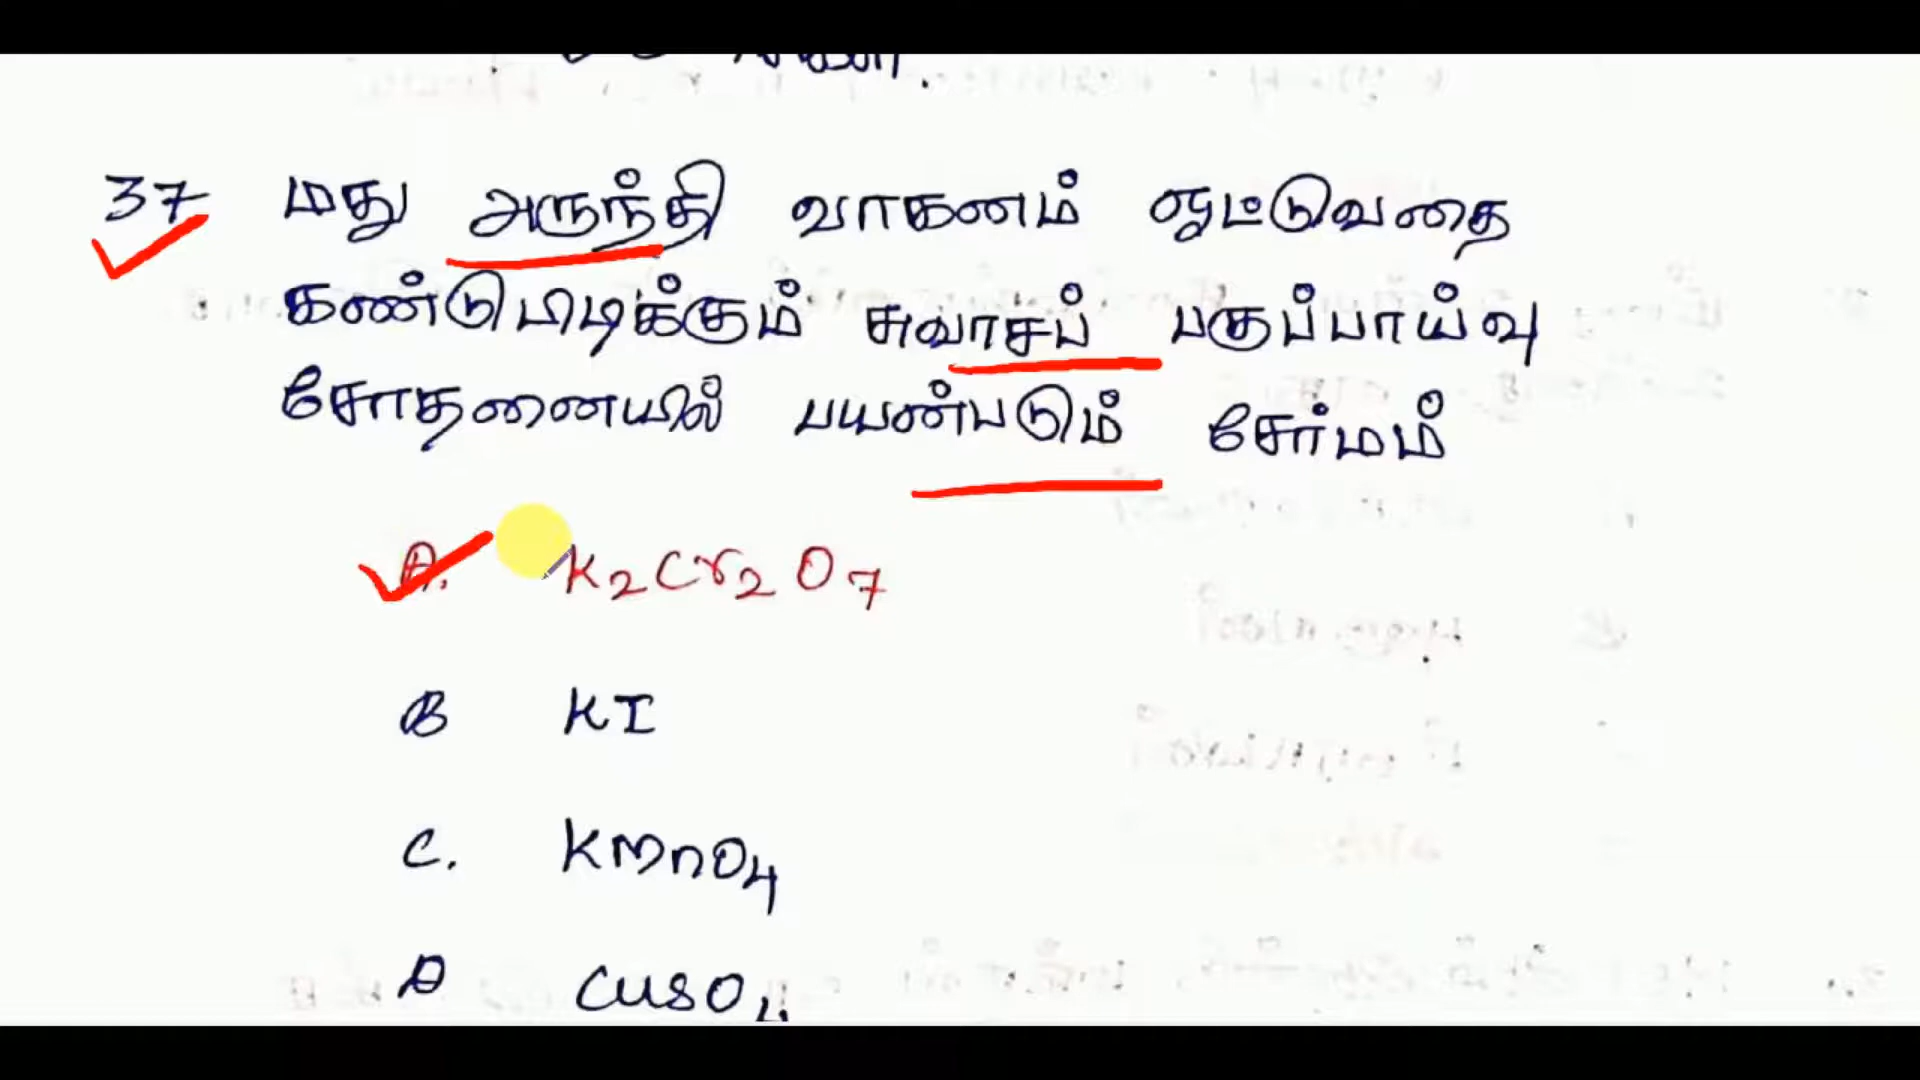 37 மது அருந்தி வாகனம் ஓட்டுவதை
கண்டுபிடிக்கும் சுவாசப் பகுப்பாய்வு
சோதனையில் பயன்படும் சேர்மம்
A. K2Cr2O7
B KI
C. KMnO4
D CuSO4